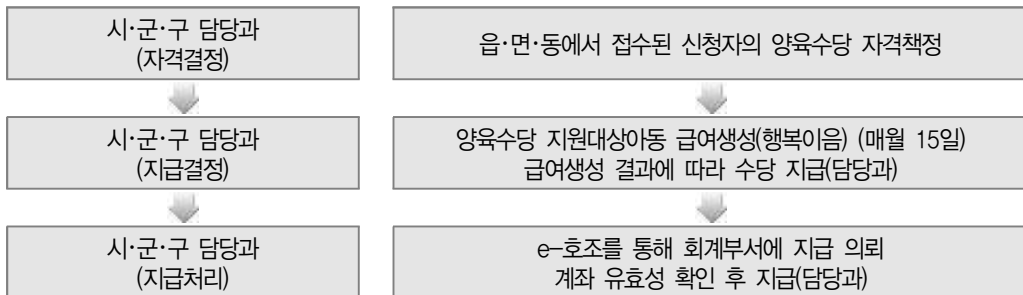 시·군·구 담당과
(자격결정)
읍·면·동에서 접수된 신청자의 양육수당 자격책정
시·군·구 담당과
(지급결정)
양육수당 지원대상아동 급여생성(행복이음) (매월 15일)
급여생성 결과에 따라 수당 지급(담당과)
시·군·구 담당과
(지급처리)
e-호조를 통해 회계부서에 지급 의뢰
계좌 유효성 확인 후 지급(담당과)